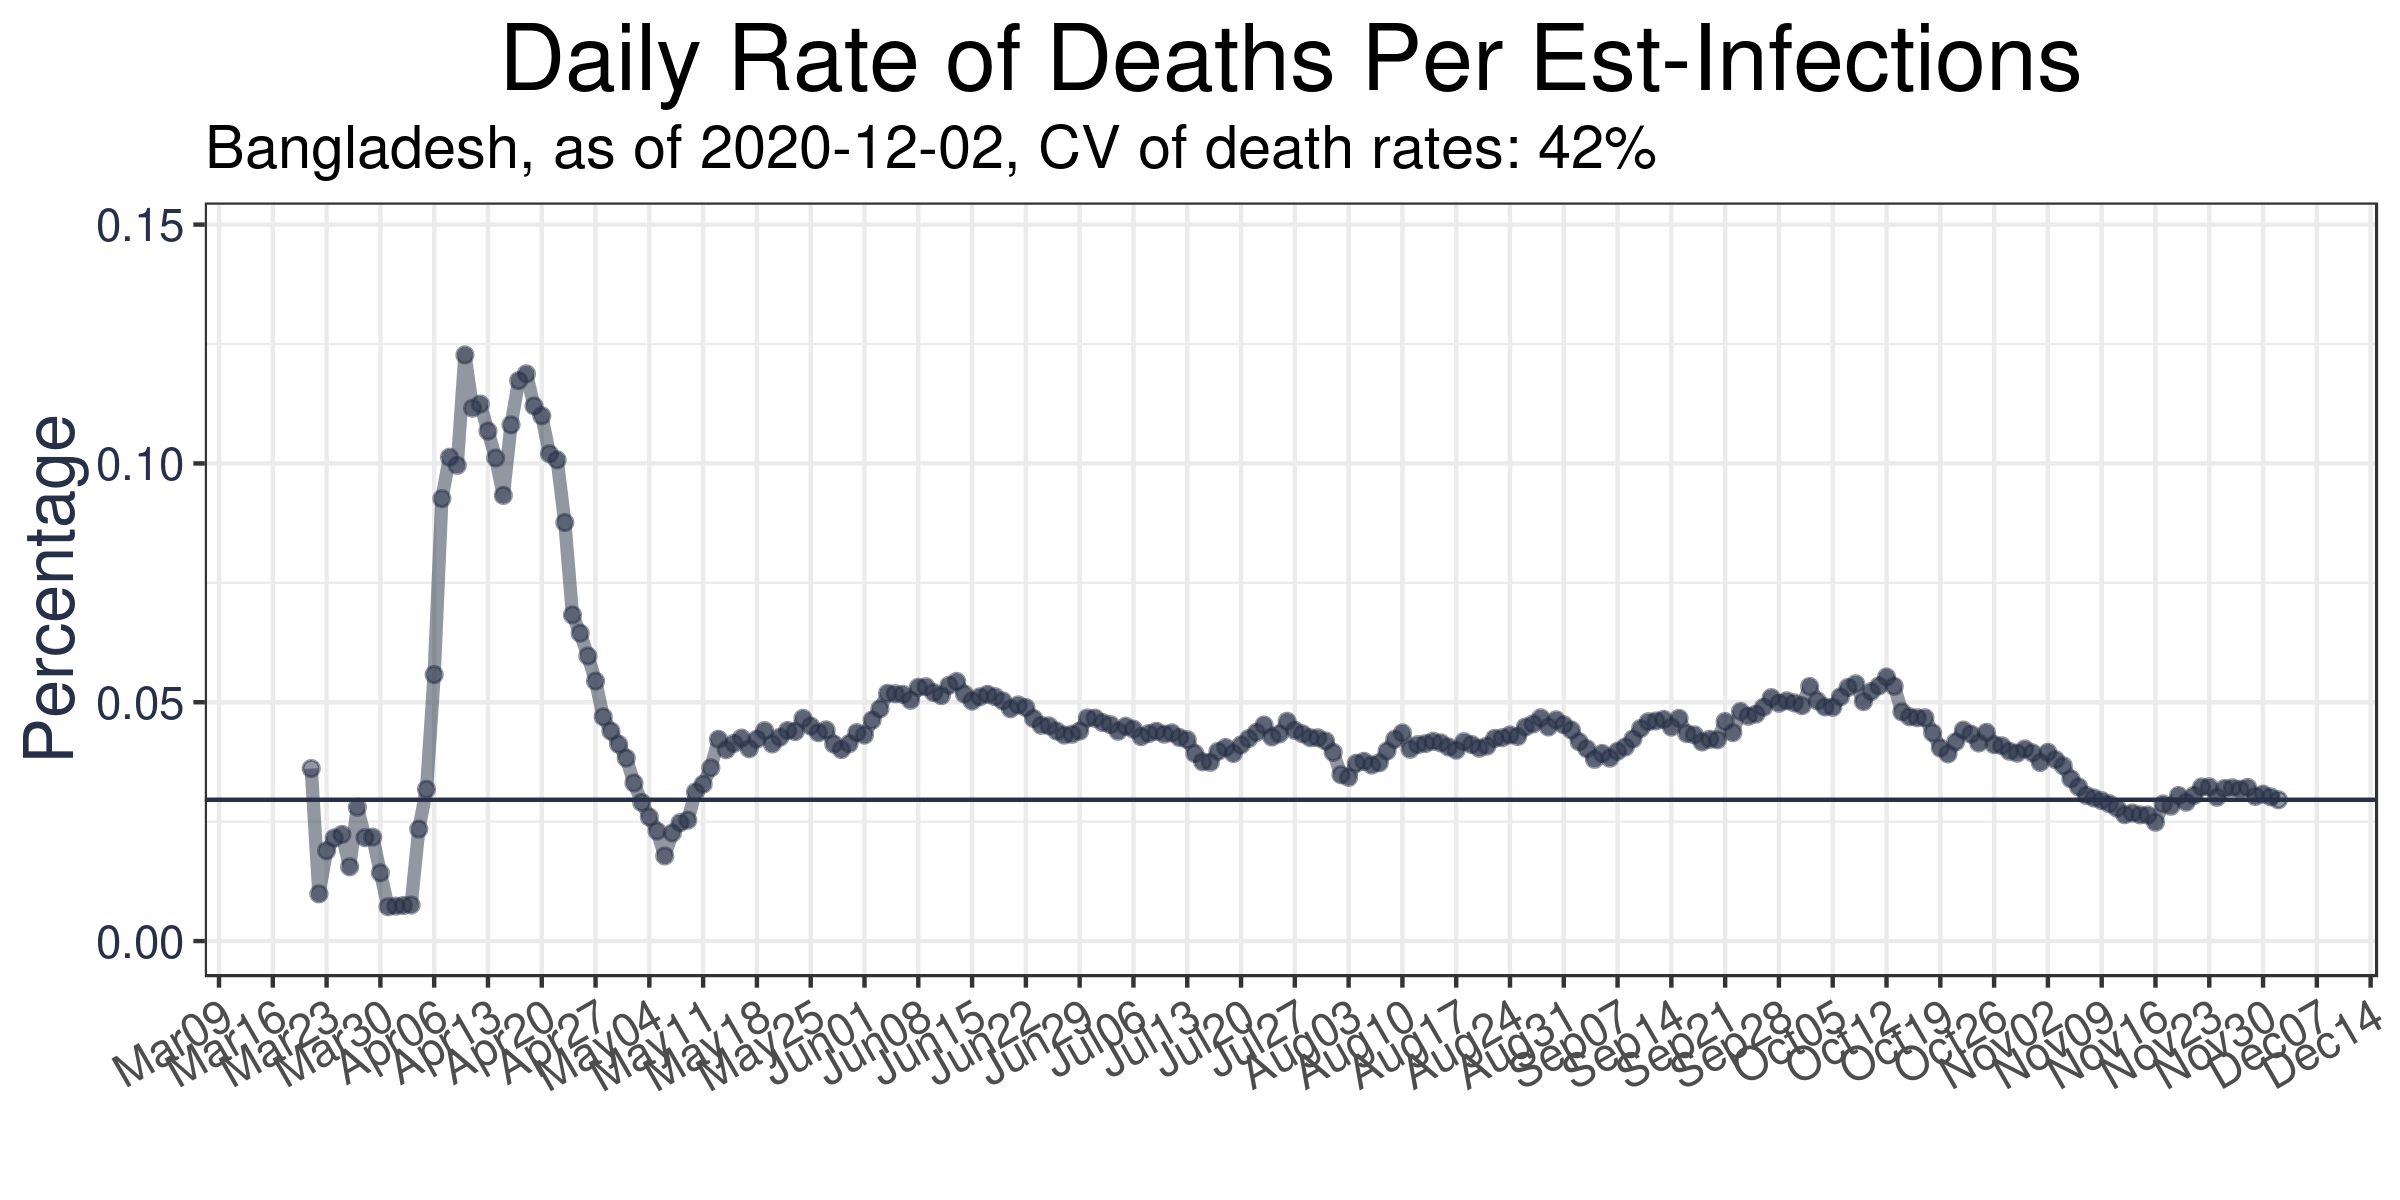 Daily Rate of Deaths Per Est-Infections
Bangladesh, as of 2020-12-02, CV of death rates: 42%
Percentage
0.15
0.10
0.05
0.00
Mar09
Mar16
Mar23
Mar30
Apr06
Apr13
Apr20
Apr27
May04
May11
May18
May25
Jun01
Jun08
Jun15
Jun22
Jun29
Jul06
Jul13
Jul20
Jul27
Aug03
Aug10
Aug17
Aug24
Aug31
Sep07
Sep14
Sep21
Sep28
Oct05
Oct12
Oct19
Oct26
Nov02
Nov09
Nov16
Nov23
Nov30
Dec07
Dec14